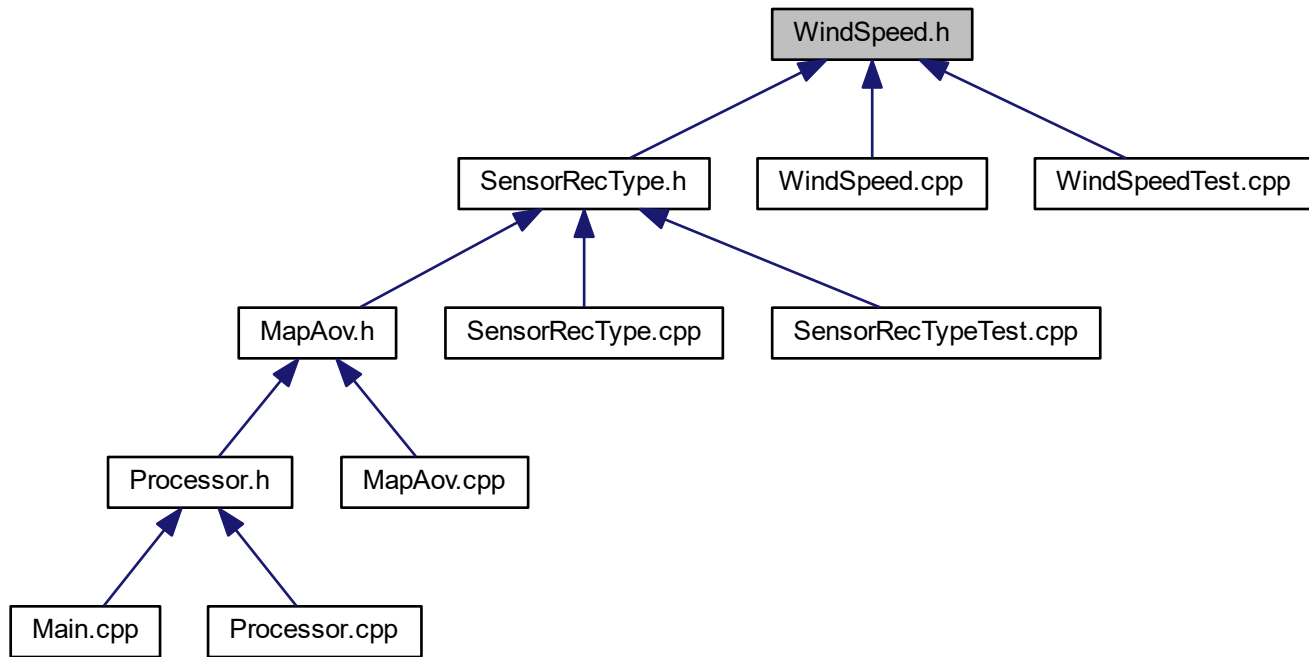 WindSpeed.h
SensorRecType.h
WindSpeed.cpp
WindSpeedTest.cpp
MapAov.h
SensorRecType.cpp
SensorRecTypeTest.cpp
Processor.h
MapAov.cpp
Main.cpp
Processor.cpp